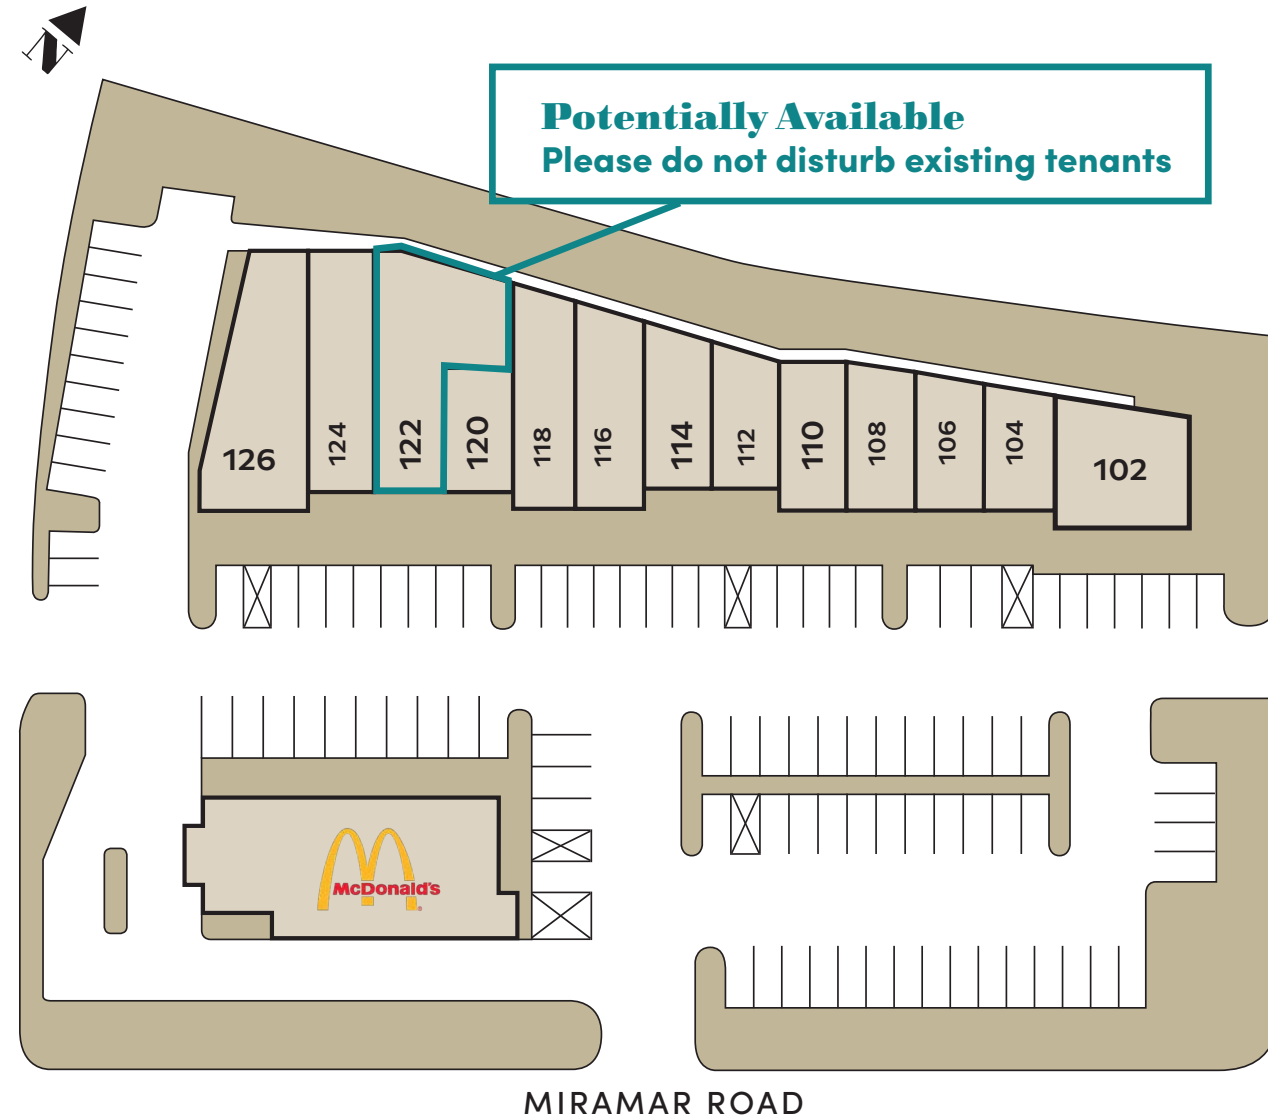 N
Potentially Available
Please do not disturb existing tenants
126
124
122
120
118
116
114
112
110
108
106
104
102
McDonald's
MIRAMAR ROAD